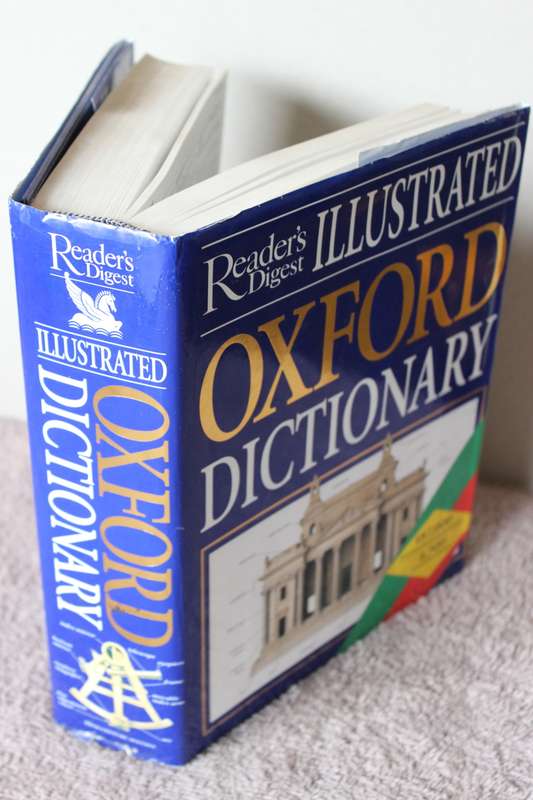 Reader's
Digest
ILLUSTRATED
OXFORD
DICTIONARY
Reader's
Digest
ILLUSTRATED
OXFORD
DICTIONARY